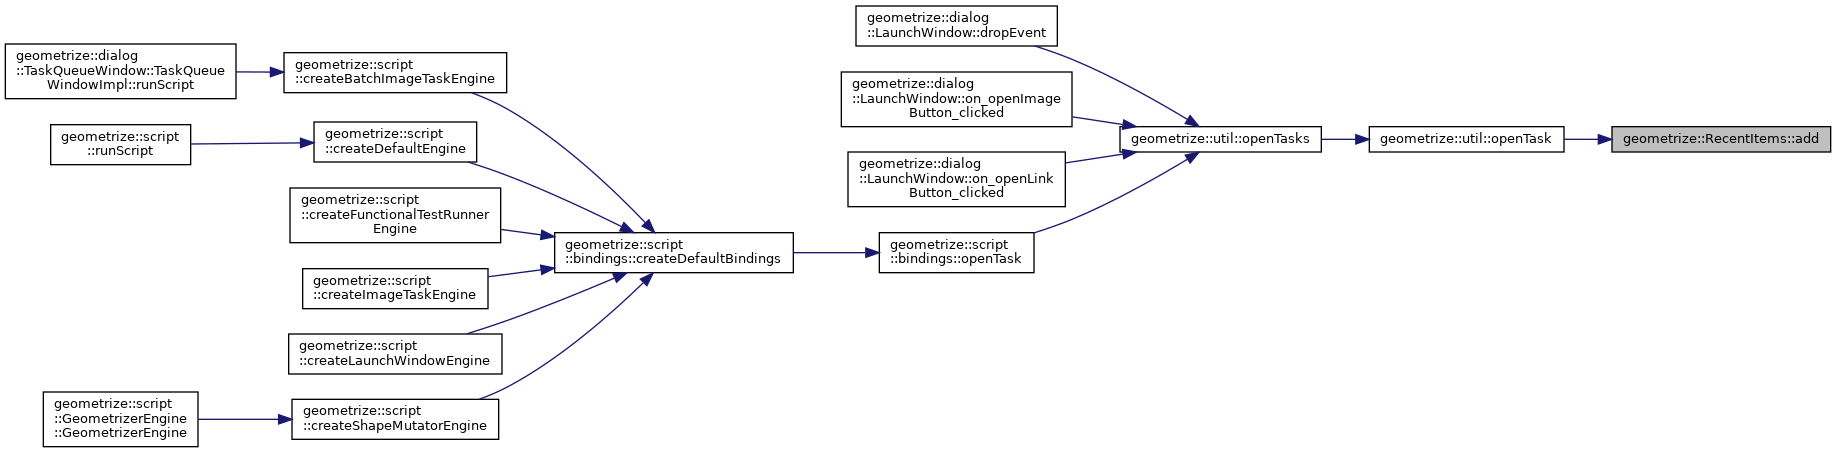 geometrize::dialog
::TaskQueueWindow::TaskQueue
WindowImpl::runScript
geometrize::script
::createBatchImageTaskEngine
geometrize::script
::runScript
geometrize::script
::createDefaultEngine
geometrize::script
::createFunctionalTestRunner
Engine
geometrize::script
::createImageTaskEngine
geometrize::script
::createLaunchWindowEngine
geometrize::script
::GeometrizerEngine
::GeometrizerEngine
geometrize::script
::createShapeMutatorEngine
geometrize::script
::bindings::createDefaultBindings
geometrize::dialog
::LaunchWindow::dropEvent
geometrize::dialog
::LaunchWindow::on_openImage
Button_clicked
geometrize::dialog
::LaunchWindow::on_openLink
Button_clicked
geometrize::script
::bindings::openTask
geometrize::util::openTasks
geometrize::util::openTask
geometrize::RecentItems::add